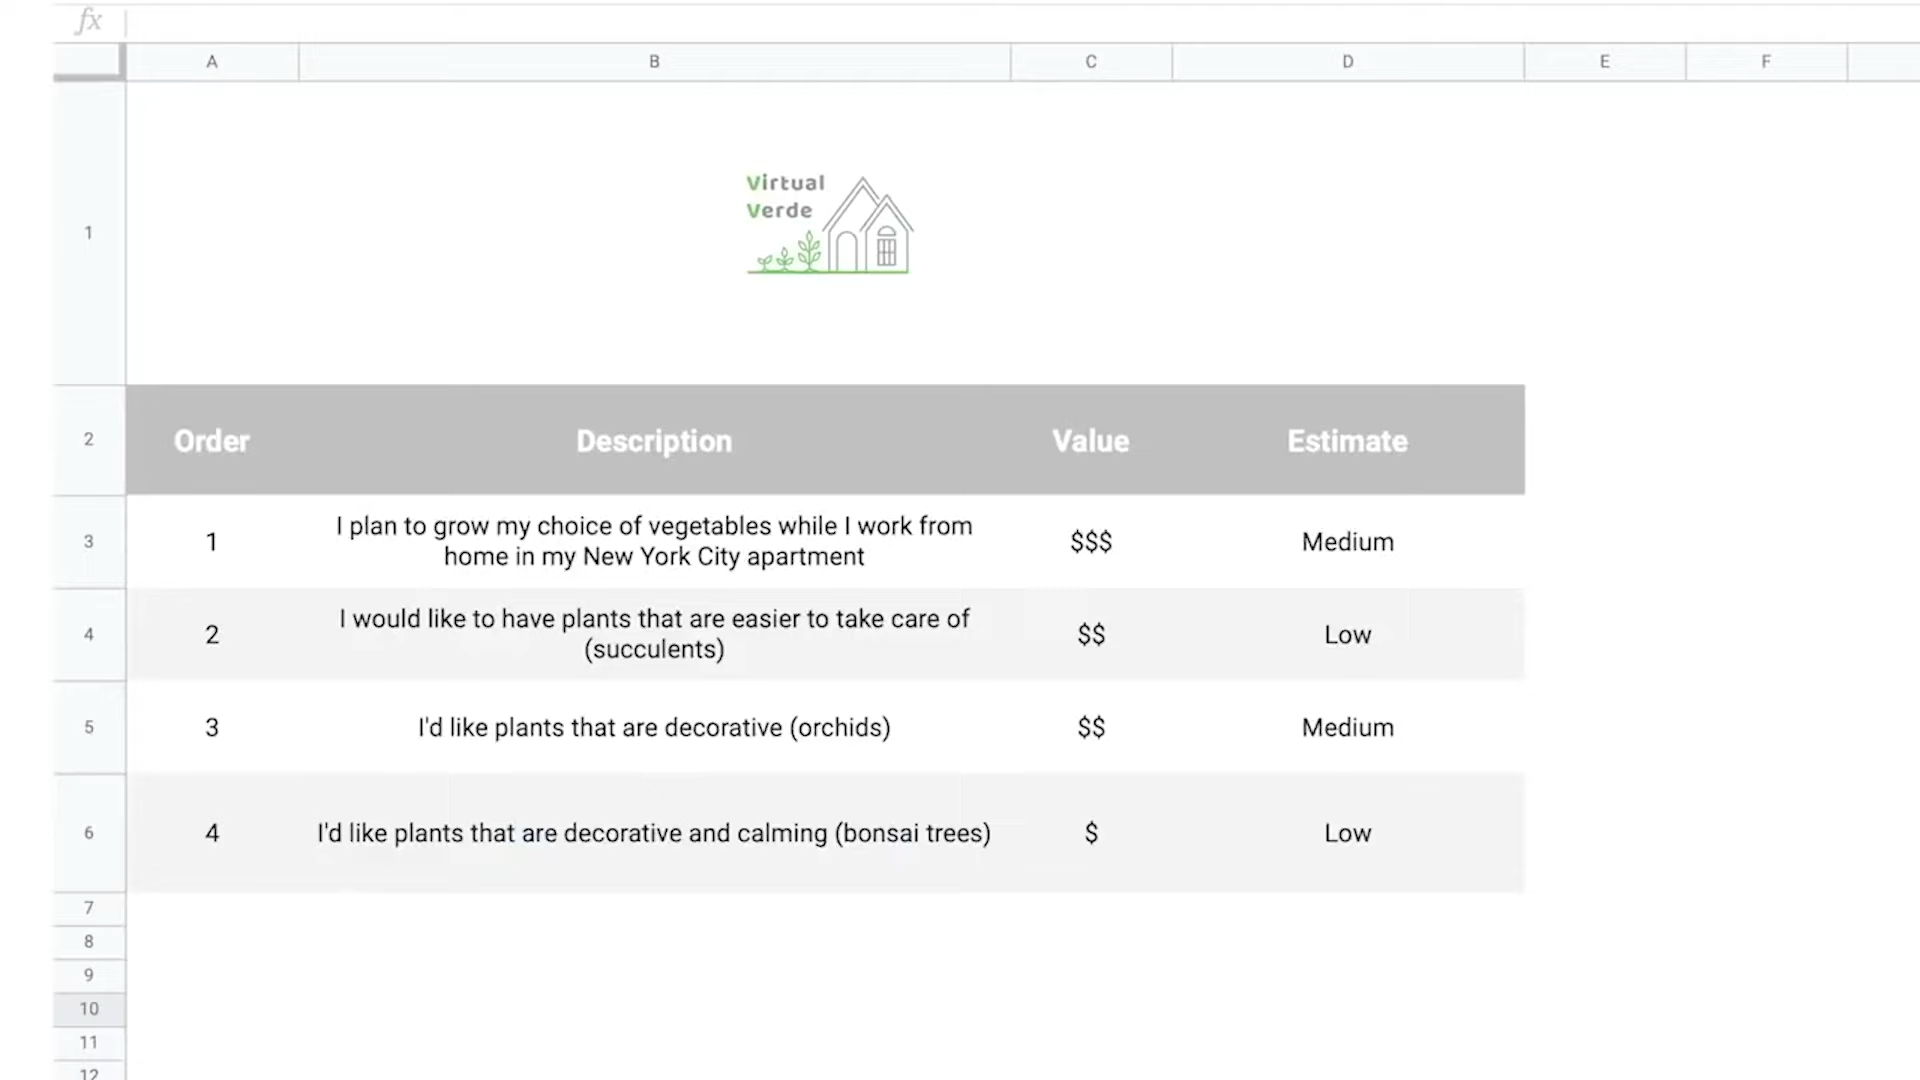 fx
A B C D E F
1
Virtual
Verde
2 Order Description Value Estimate
3 1 I plan to grow my choice of vegetables while I work from
home in my New York City apartment $$$ Medium
4 2 I would like to have plants that are easier to take care of
(succulents) $$ Low
5 3 I'd like plants that are decorative (orchids) $$ Medium
6 4 I'd like plants that are decorative and calming (bonsai trees) $ Low
7
8
9
10
11
12